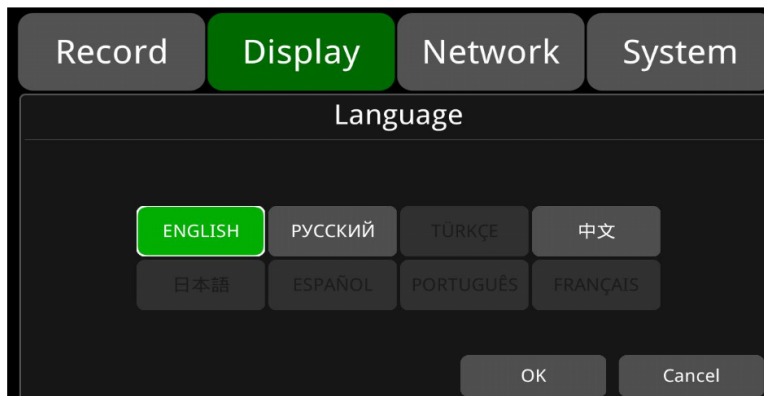 Record Display Network System
Language
ENGLISH РУССКИЙ TÜRKÇE 中文
日本語 ESPAÑOL PORTUGUÊS FRANÇAIS
OK Cancel